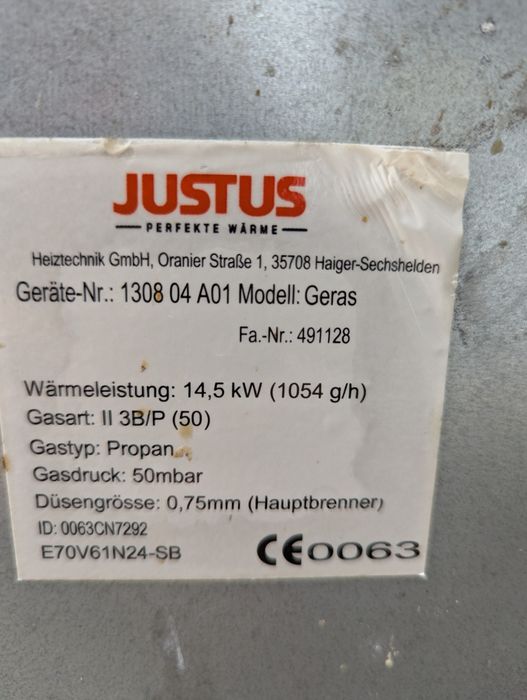 JUSTUS
PERFEKTE WÄRME
Heiztechnik GmbH, Oranier Straße 1, 35708 Haiger-Sechshelden
Geräte-Nr.: 1308 04 A01 Modell: Geras
Fa.-Nr.: 491128
Wärmeleistung: 14,5 kW (1054 g/h)
Gasart: II 3B/P (50)
Gastyp: Propan
Gasdruck: 50mbar
Düsengrösse: 0,75mm (Hauptbrenner)
ID: 0063CN7292
E70V61N24-SB CE0063